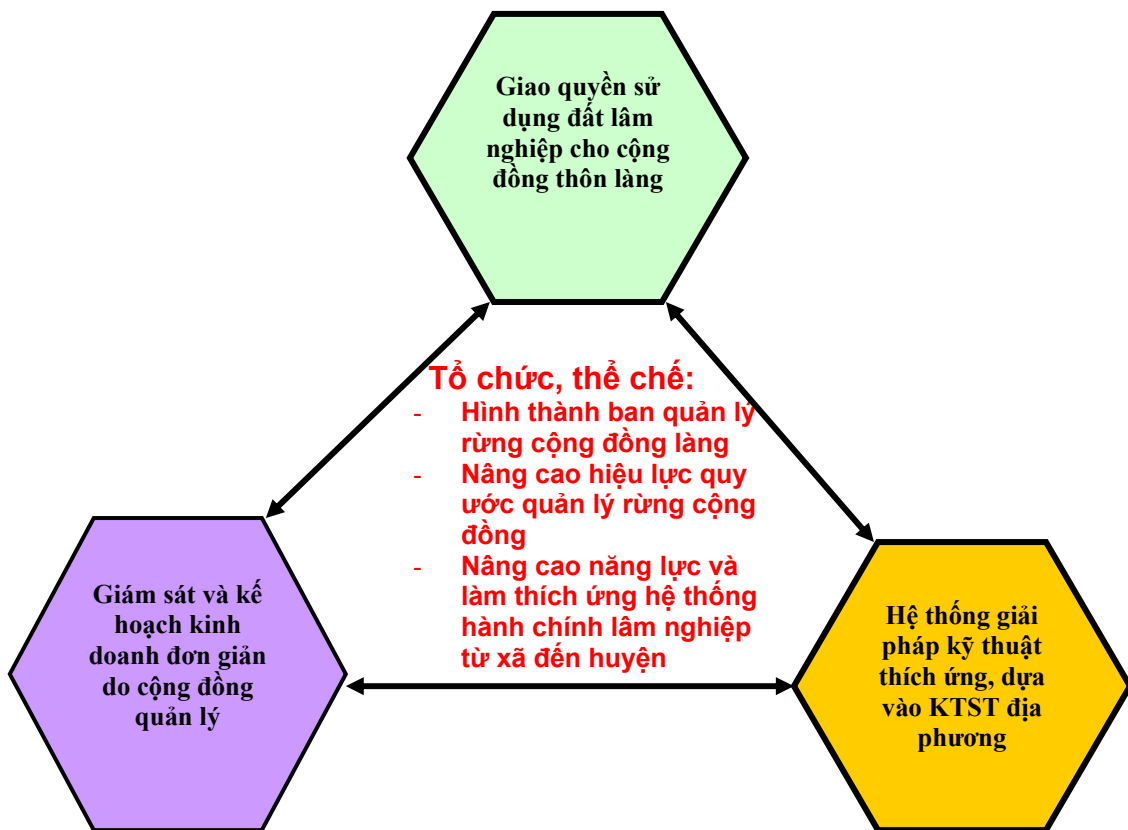 Giao quyền sử
dụng đất lâm
nghiệp cho cộng
đồng thôn làng
Tổ chức, thể chế:
- Hình thành ban quản lý
rừng cộng đồng làng
- Nâng cao hiệu lực quy
ước quản lý rừng cộng
đồng
- Nâng cao năng lực và
làm thích ứng hệ thống
hành chính lâm nghiệp
từ xã đến huyện
Giám sát và kế
hoạch kinh
doanh đơn giản
do cộng đồng
quản lý
Hệ thống giải
pháp kỹ thuật
thích ứng, dựa
vào KTST địa
phương